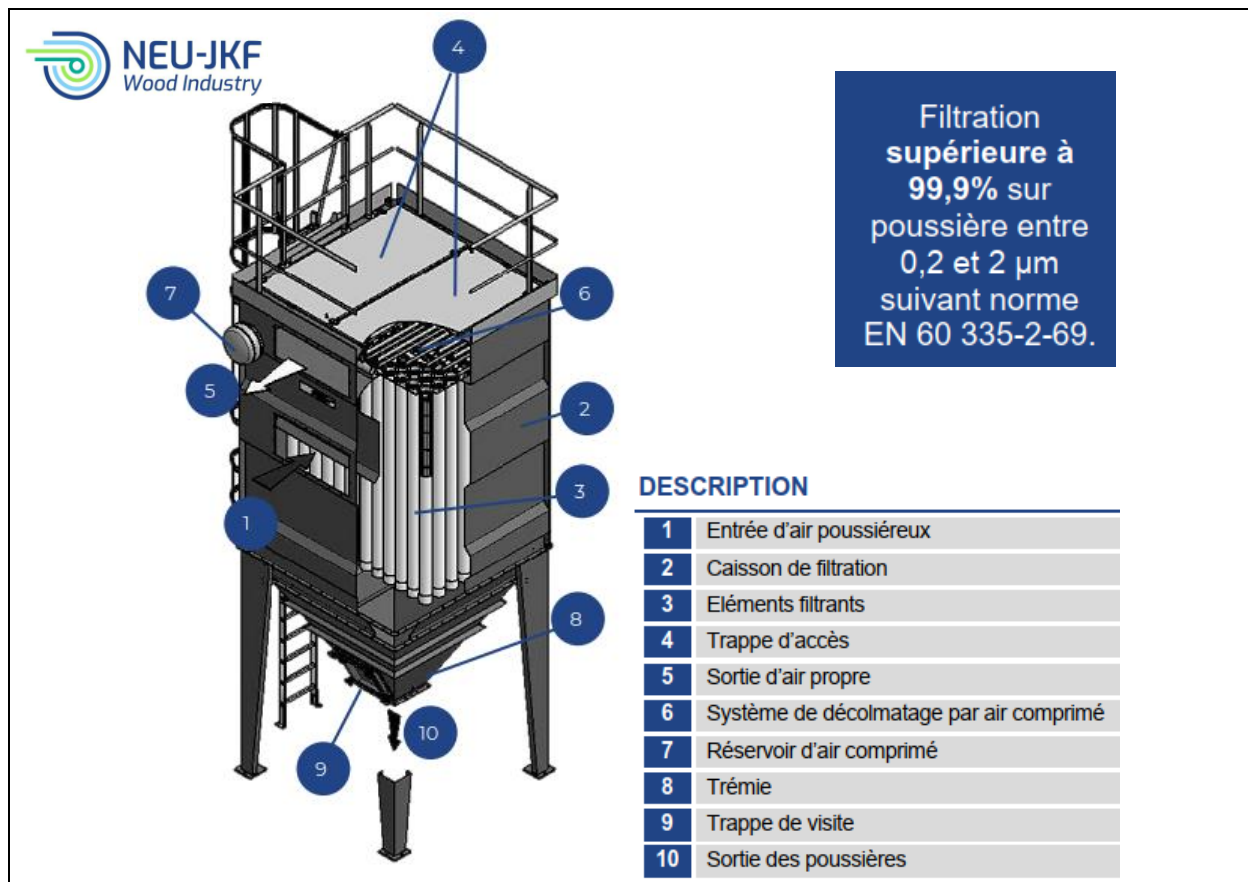 NEU-JKF
Wood Industry
4
7
6
5
2
3
1
8
10
9
Filtration
supérieure à
99,9% sur
poussière entre
0,2 et 2 µm
suivant norme
EN 60 335-2-69.
DESCRIPTION
1 Entrée d'air poussiéreux
2 Caisson de filtration
3 Eléments filtrants
4 Trappe d'accès
5 Sortie d'air propre
6 Système de décolmatage par air comprimé
7 Réservoir d'air comprimé
8 Trémie
9 Trappe de visite
10 Sortie des poussières